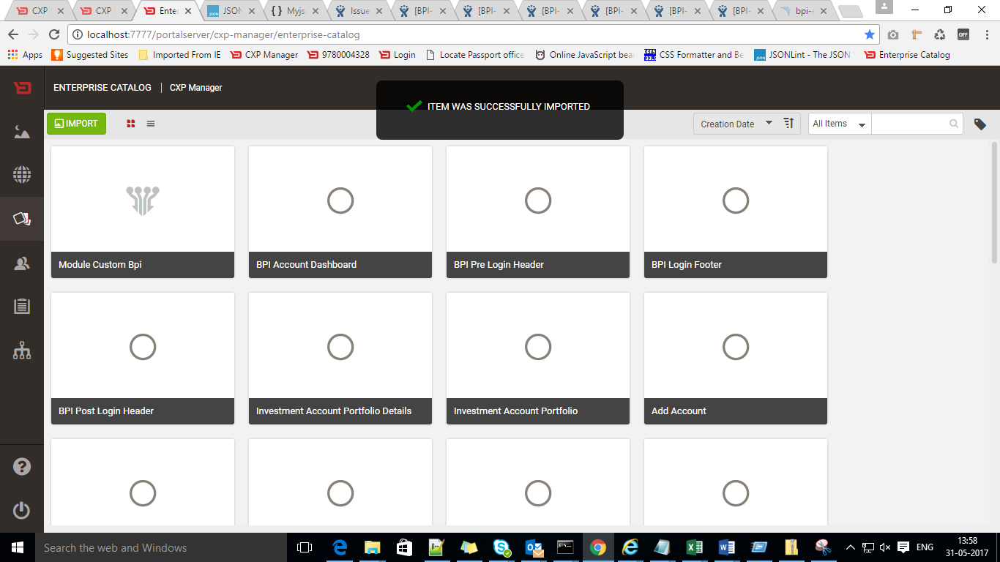 CXP
CXP
Ente
JSON
{ } Myjs
Issue
[BPI-
[BPI-
[BPI-
[BPI-
[BPI-
[BPI-
bpi-e
localhost:7777/portalserver/cxp-manager/enterprise-catalog
OFF
Apps
Suggested Sites
Imported From IE
CXP Manager
9780004328
Login
Locate Passport office
Online JavaScript bea
CSS Formatter and Be
JSONLint - The JSON
Enterprise Catalog
ENTERPRISE CATALOG | CXP Manager
ITEM WAS SUCCESSFULLY IMPORTED
IMPORT
Creation Date
All Items
Module Custom Bpi
BPI Account Dashboard
BPI Pre Login Header
BPI Login Footer
BPI Post Login Header
Investment Account Portfolio Details
Investment Account Portfolio
Add Account
Search the web and Windows
ENG
13:58
31-05-2017